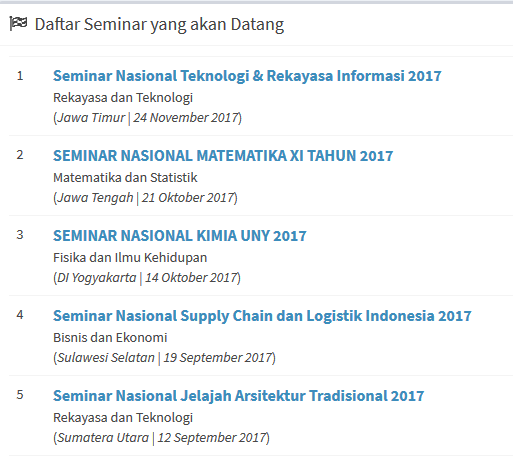 Daftar Seminar yang akan Datang
1 Seminar Nasional Teknologi & Rekayasa Informasi 2017
Rekayasa dan Teknologi
(Jawa Timur | 24 November 2017)
2 SEMINAR NASIONAL MATEMATIKA XI TAHUN 2017
Matematika dan Statistik
(Jawa Tengah | 21 Oktober 2017)
3 SEMINAR NASIONAL KIMIA UNY 2017
Fisika dan Ilmu Kehidupan
(DI Yogyakarta | 14 Oktober 2017)
4 Seminar Nasional Supply Chain dan Logistik Indonesia 2017
Bisnis dan Ekonomi
(Sulawesi Selatan | 19 September 2017)
5 Seminar Nasional Jelajah Arsitektur Tradisional 2017
Rekayasa dan Teknologi
(Sumatera Utara | 12 September 2017)